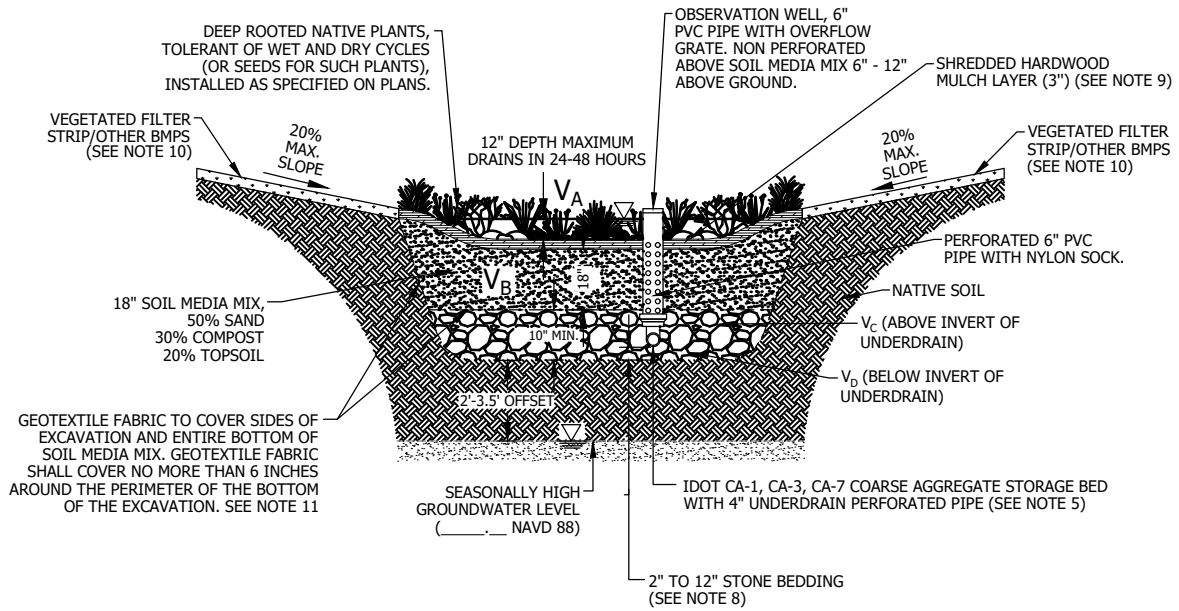 DEEP ROOTED NATIVE PLANTS,
TOLERANT OF WET AND DRY CYCLES
(OR SEEDS FOR SUCH PLANTS),
INSTALLED AS SPECIFIED ON PLANS.
OBSERVATION WELL, 6"
PVC PIPE WITH OVERFLOW
GRATE. NON PERFORATED
ABOVE SOIL MEDIA MIX 6" - 12"
ABOVE GROUND.
SHREDDED HARDWOOD
MULCH LAYER (3") (SEE NOTE 9)
VEGETATED FILTER
STRIP/OTHER BMPS
(SEE NOTE 10)
20%
MAX.
SLOPE
12" DEPTH MAXIMUM
DRAINS IN 24-48 HOURS
20%
MAX.
SLOPE
VEGETATED FILTER
STRIP/OTHER BMPS
(SEE NOTE 10)
VA
PERFORATED 6" PVC
PIPE WITH NYLON SOCK.
VB
18"
NATIVE SOIL
18" SOIL MEDIA MIX,
50% SAND
30% COMPOST
20% TOPSOIL
VC (ABOVE INVERT OF
UNDERDRAIN)
10" MIN.
VD (BELOW INVERT OF
UNDERDRAIN)
2'-3.5' OFFSET
GEOTEXTILE FABRIC TO COVER SIDES OF
EXCAVATION AND ENTIRE BOTTOM OF
SOIL MEDIA MIX. GEOTEXTILE FABRIC
SHALL COVER NO MORE THAN 6 INCHES
AROUND THE PERIMETER OF THE BOTTOM
OF THE EXCAVATION. SEE NOTE 11
SEASONALLY HIGH
GROUNDWATER LEVEL
(_____.__ NAVD 88)
IDOT CA-1, CA-3, CA-7 COARSE AGGREGATE STORAGE BED
WITH 4" UNDERDRAIN PERFORATED PIPE (SEE NOTE 5)
2" TO 12" STONE BEDDING
(SEE NOTE 8)